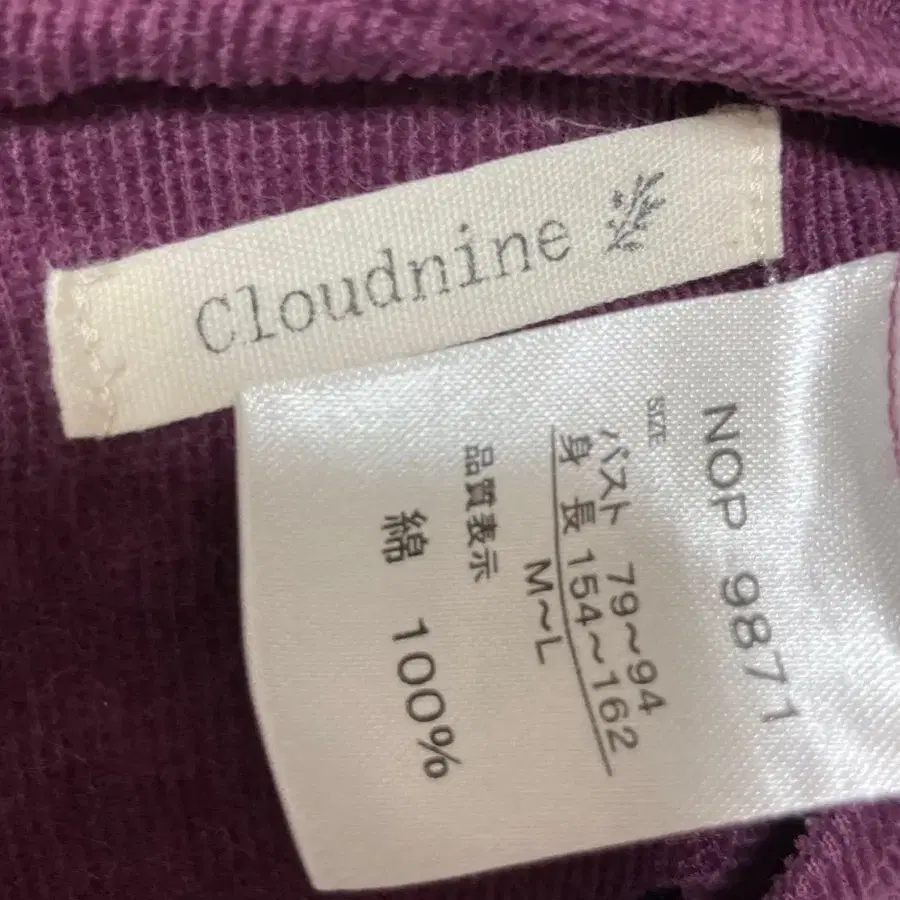 Cloudnine
NOP 9871
SIZE
バスト 79～94
身長 154～162
M～L
品質表示
綿 100%